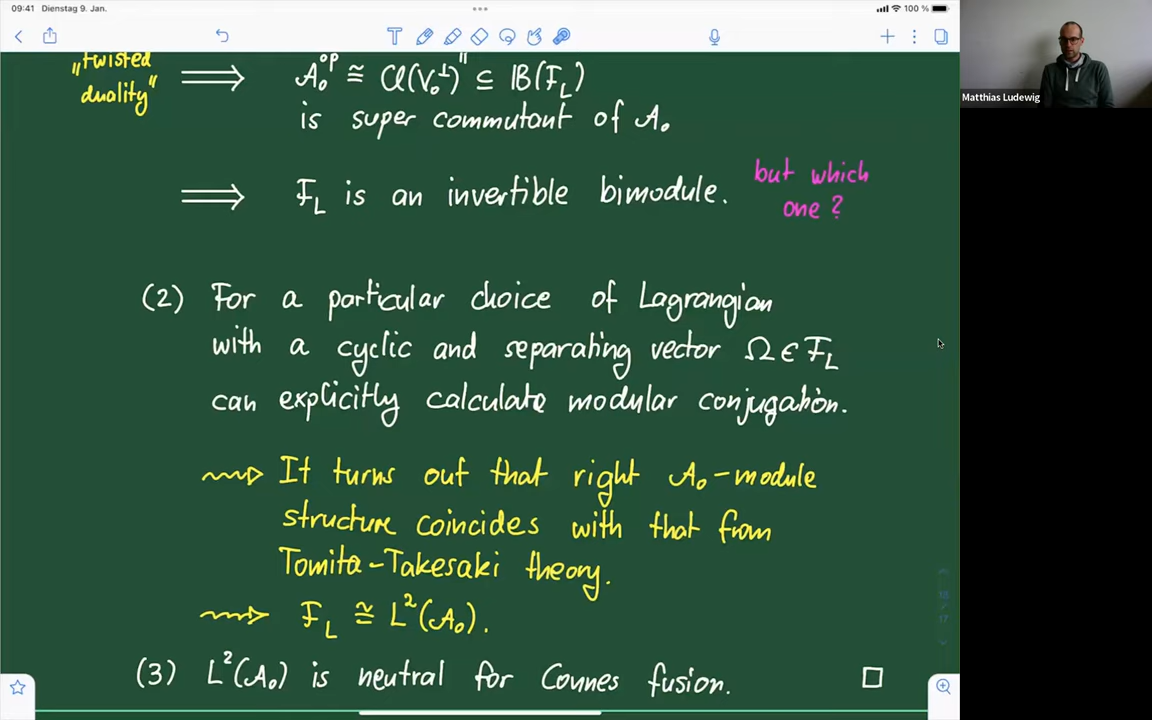 09:41 Dienstag 9. Jan.
100 %
Matthias Ludewig
"twisted duality" ⟹ A₀ᵒᵖ ≅ Cl(V₀^⊥)'' ⊆ B(F_L)
is super commutant of A₀
⟹ F_L is an invertible bimodule.
but which
one ?
(2) For a particular choice of Lagrangian
with a cyclic and separating vector Ω ∈ F_L
can explicitly calculate modular conjugation.
⟿ It turns out that right A₀-module
structure coincides with that from
Tomita-Takesaki theory.
⟿ F_L ≅ L²(A₀).
(3) L²(A₀) is neutral for Connes fusion. □